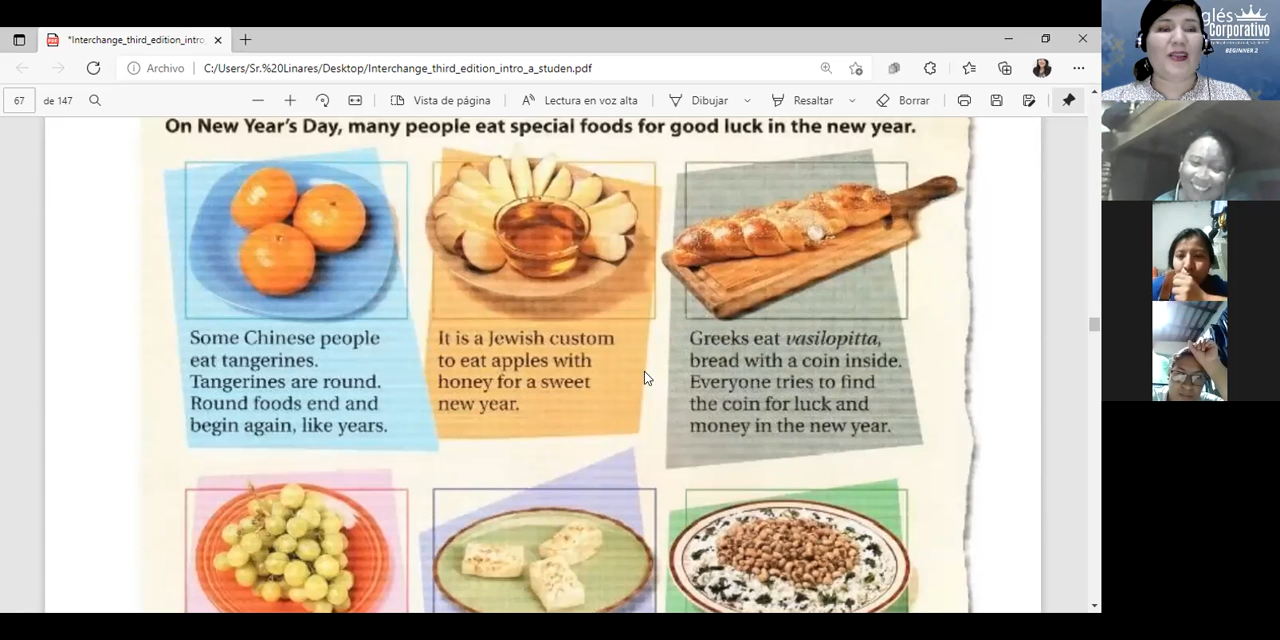 *Interchange_third_edition_intro
Archivo
C:/Users/Sr.%20Linares/Desktop/Interchange_third_edition_intro_a_studen.pdf
67
de 147
Vista de página
Lectura en voz alta
Dibujar
Resaltar
Borrar
On New Year's Day, many people eat special foods for good luck in the new year.
Some Chinese people
eat tangerines.
Tangerines are round.
Round foods end and
begin again, like years.
It is a Jewish custom
to eat apples with
honey for a sweet
new year.
Greeks eat vasilopitta,
bread with a coin inside.
Everyone tries to find
the coin for luck and
money in the new year.
glés
Corporativo
BEGINNER 2